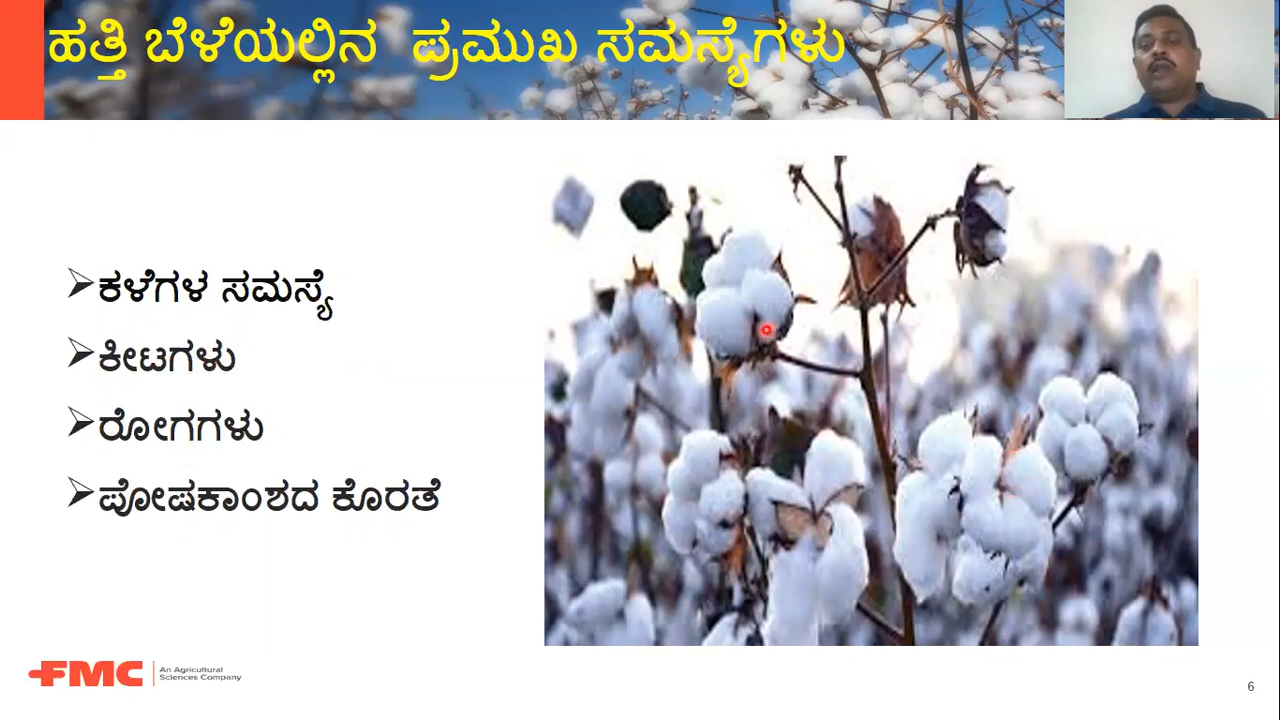 ಹತ್ತಿ ಬೆಳೆಯಲ್ಲಿನ ಪ್ರಮುಖ ಸಮಸ್ಯೆಗಳು
➢ಕಳೆಗಳ ಸಮಸ್ಯೆ
➢ಕೀಟಗಳು
➢ರೋಗಗಳು
➢ಪೋಷಕಾಂಶದ ಕೊರತೆ
FMC
An Agricultural
Sciences Company
6